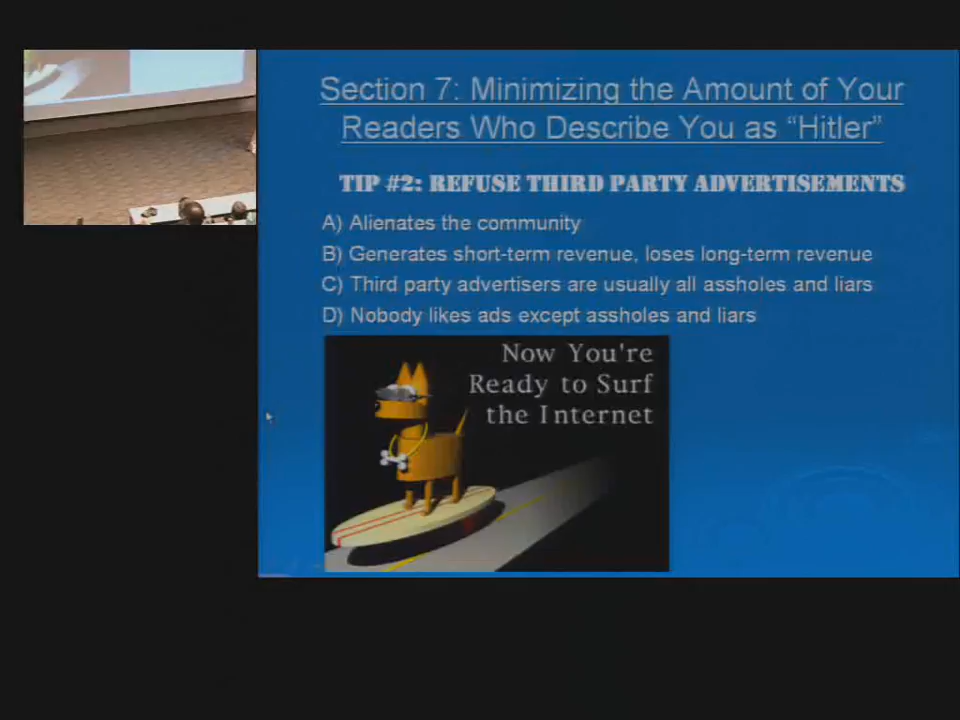 Section 7: Minimizing the Amount of Your
Readers Who Describe You as “Hitler”
TIP #2: REFUSE THIRD PARTY ADVERTISEMENTS
A) Alienates the community
B) Generates short-term revenue, loses long-term revenue
C) Third party advertisers are usually all assholes and liars
D) Nobody likes ads except assholes and liars
Now You're
Ready to Surf
the Internet